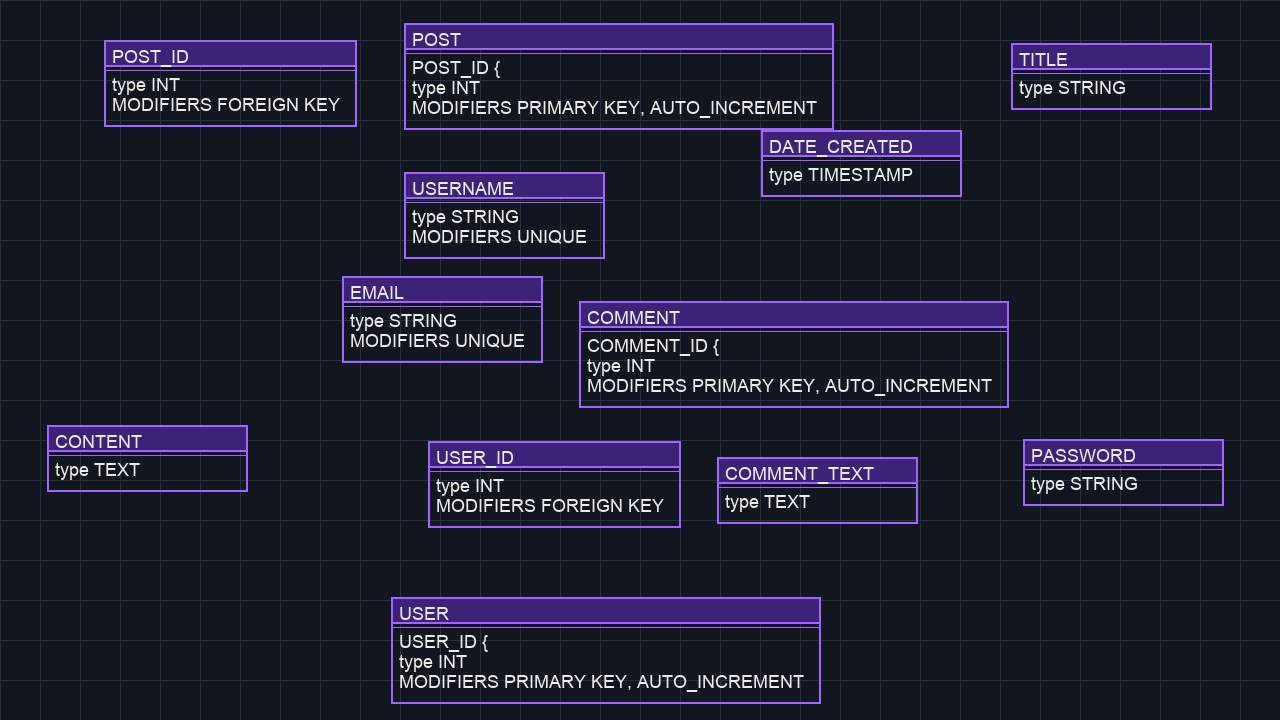 POST_ID
type INT
MODIFIERS FOREIGN KEY
POST
POST_ID {
type INT
MODIFIERS PRIMARY KEY, AUTO_INCREMENT
TITLE
type STRING
DATE_CREATED
type TIMESTAMP
USERNAME
type STRING
MODIFIERS UNIQUE
EMAIL
type STRING
MODIFIERS UNIQUE
COMMENT
COMMENT_ID {
type INT
MODIFIERS PRIMARY KEY, AUTO_INCREMENT
CONTENT
type TEXT
USER_ID
type INT
MODIFIERS FOREIGN KEY
COMMENT_TEXT
type TEXT
PASSWORD
type STRING
USER
USER_ID {
type INT
MODIFIERS PRIMARY KEY, AUTO_INCREMENT